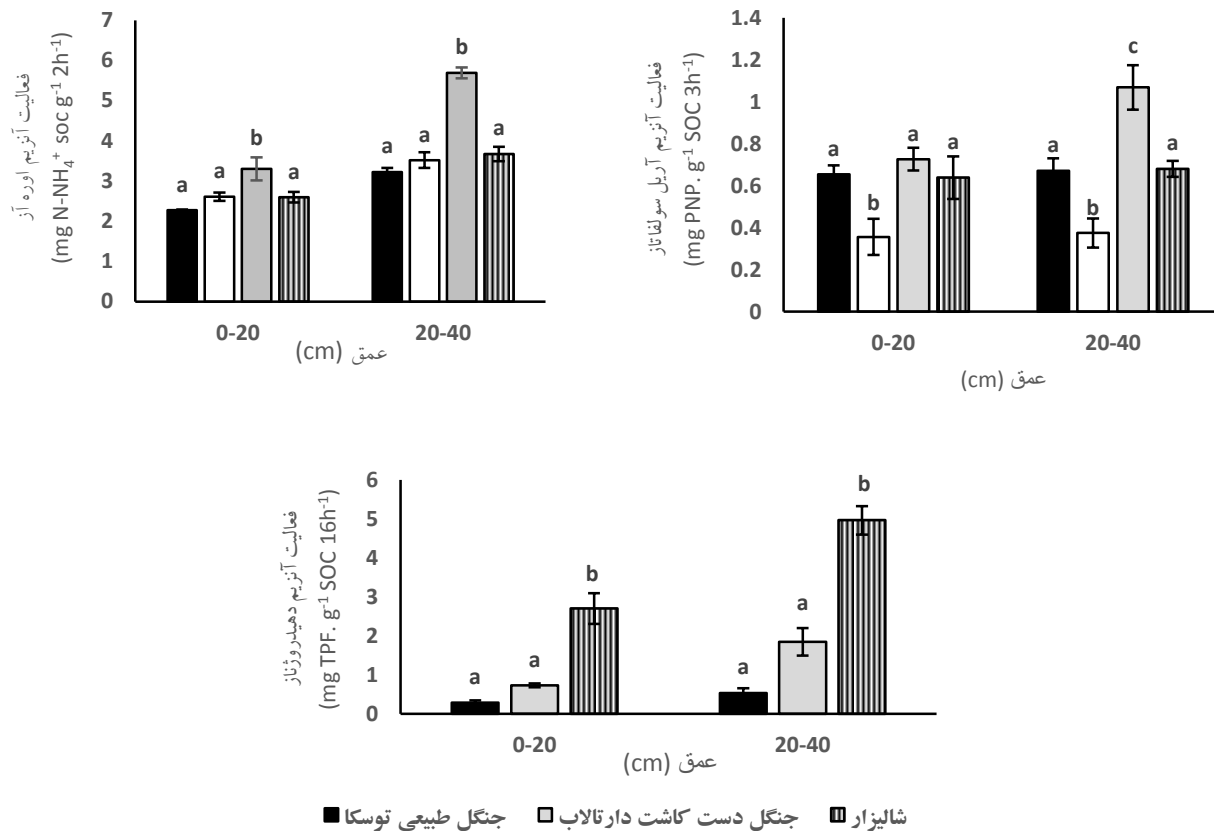 فعالیت آنزیم اوره آز
(mg N-NH₄⁺ soc g⁻¹ 2h⁻¹)
7
6
5
4
3
2
1
0
a
a
b
a
a
a
b
a
0-20
20-40
عمق (cm)
فعالیت آنزیم آریل سولفاتاز
(mg PNP. g⁻¹ SOC 3h⁻¹)
1.4
1.2
1
0.8
0.6
0.4
0.2
0
a
b
a
a
a
b
c
a
0-20
20-40
عمق (cm)
فعالیت آنزیم دهیدروژناز
(mg TPF. g⁻¹ SOC 16h⁻¹)
6
5
4
3
2
1
0
a
a
b
a
a
b
0-20
20-40
عمق (cm)
جنگل طبیعی توسکا
جنگل دست کاشت دارتالاب
شالیزار